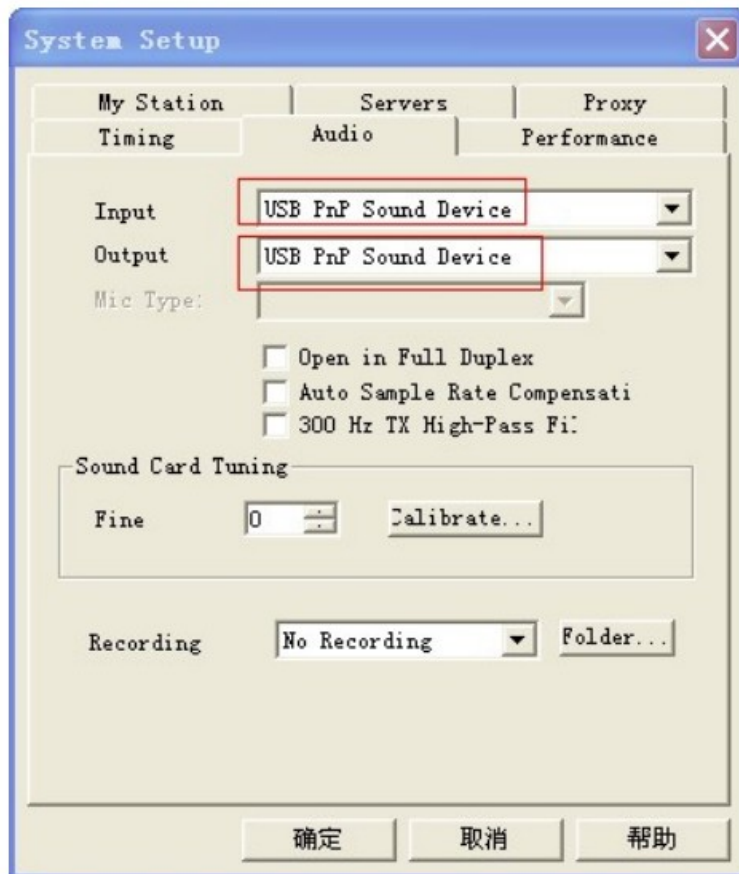 System Setup
My Station Servers Proxy
Timing Audio Performance
Input USB PnP Sound Device
Output USB PnP Sound Device
Mic Type:
Open in Full Duplex
Auto Sample Rate Compensati
300 Hz TX High-Pass Fi
Sound Card Tuning
Fine 0 Calibrate...
Recording No Recording Folder...
确定 取消 帮助